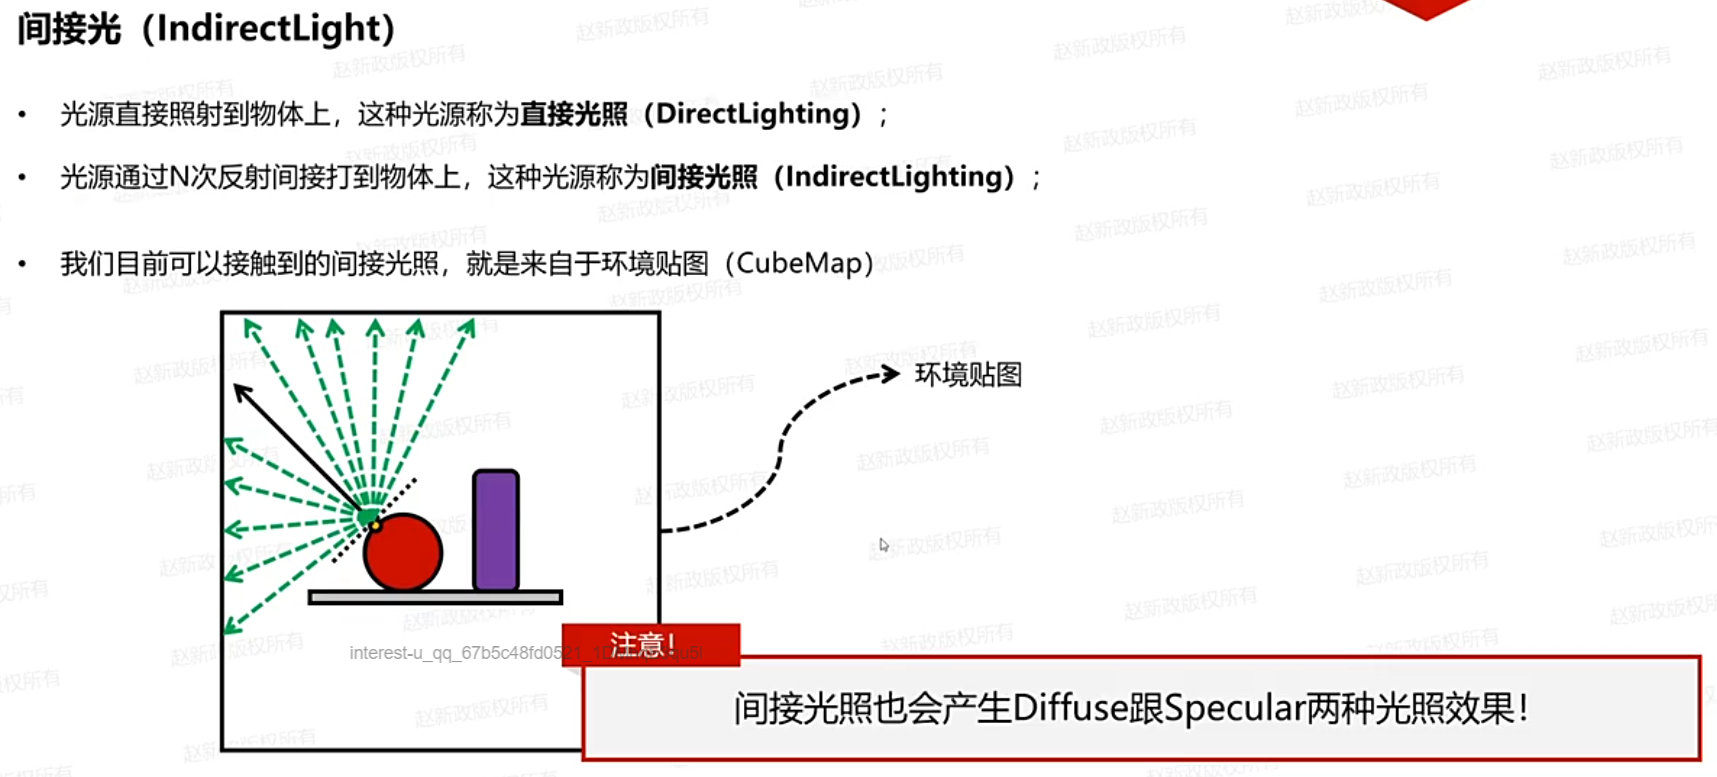 间接光（IndirectLight）
• 光源直接照射到物体上，这种光源称为直接光照（DirectLighting）；
• 光源通过N次反射间接打到物体上，这种光源称为间接光照（IndirectLighting）；
• 我们目前可以接触到的间接光照，就是来自于环境贴图（CubeMap）
环境贴图
注意！
间接光照也会产生Diffuse跟Specular两种光照效果！
赵新政版权所有